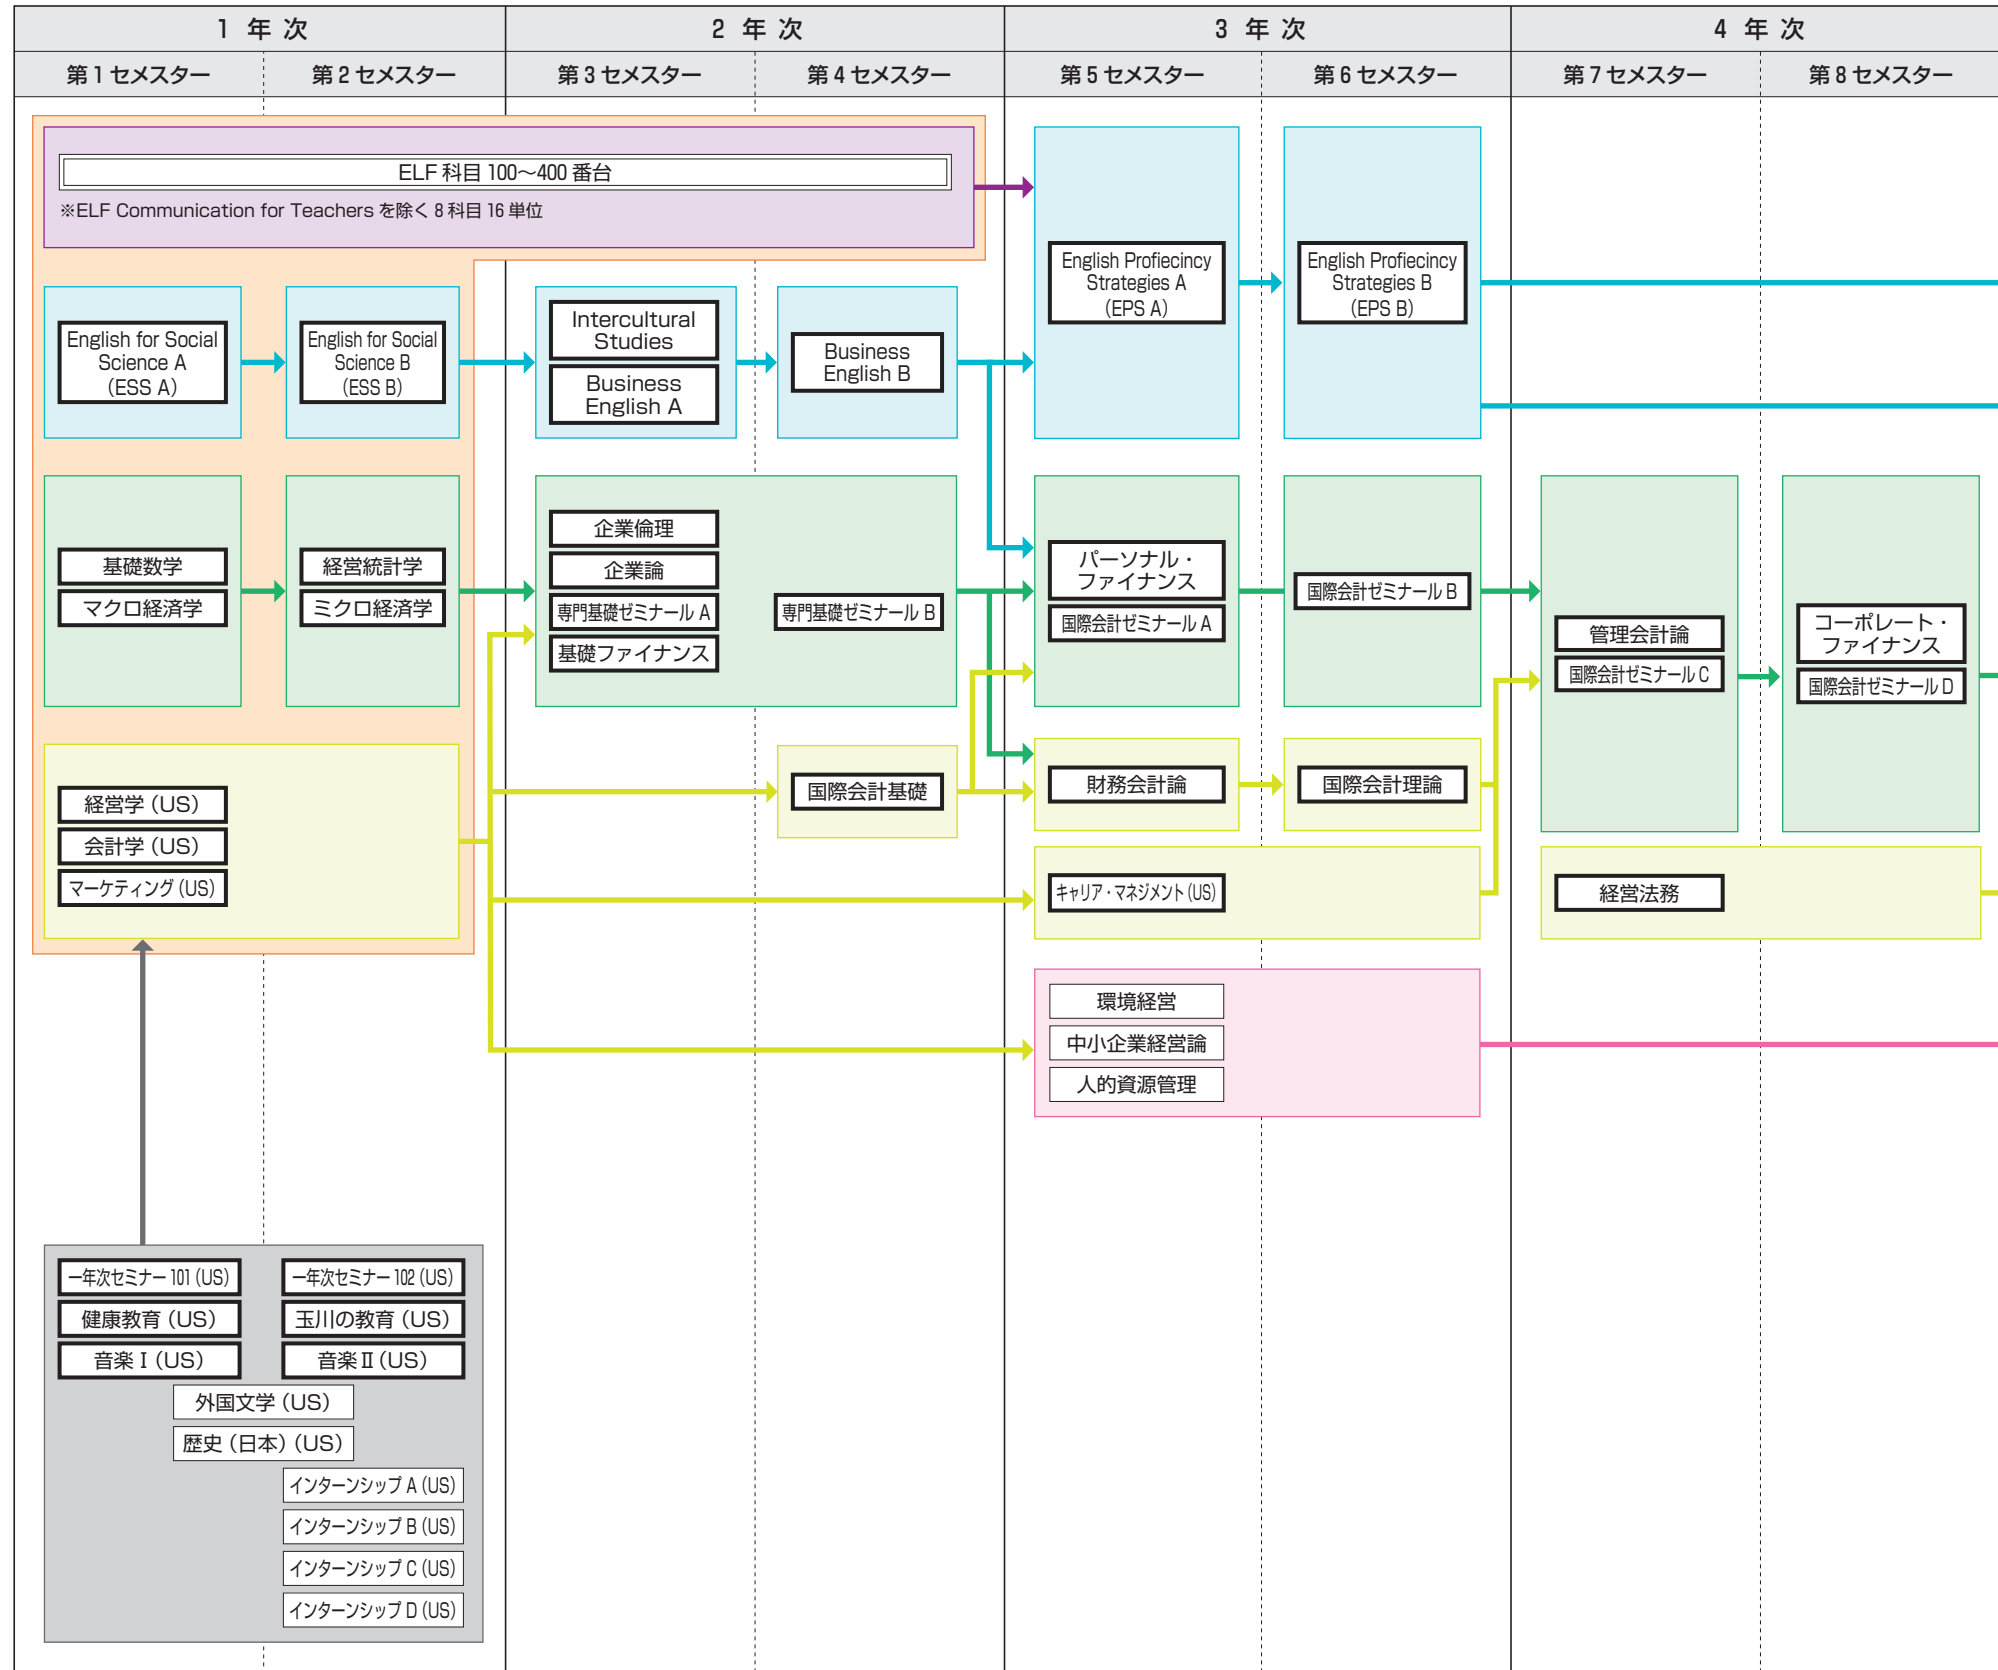 1 年 次
2 年 次
3 年 次
4 年 次
第1セメスター
第2セメスター
第3セメスター
第4セメスター
第5セメスター
第6セメスター
第7セメスター
第8セメスター
ELF 科目 100〜400 番台
※ELF Communication for Teachers を除く 8 科目 16 単位
English for Social
Science A
(ESS A)
English for Social
Science B
(ESS B)
Intercultural
Studies
Business
English A
Business
English B
English Profiecincy
Strategies A
(EPS A)
English Profiecincy
Strategies B
(EPS B)
基礎数学
マクロ経済学
経営統計学
ミクロ経済学
企業倫理
企業論
専門基礎ゼミナール A
基礎ファイナンス
専門基礎ゼミナール B
パーソナル・
ファイナンス
国際会計ゼミナール A
国際会計ゼミナール B
管理会計論
国際会計ゼミナール C
コーポレート・
ファイナンス
国際会計ゼミナール D
経営学（US）
会計学（US）
マーケティング（US）
国際会計基礎
財務会計論
国際会計理論
キャリア・マネジメント（US）
経営法務
環境経営
中小企業経営論
人的資源管理
一年次セミナー 101（US）
一年次セミナー 102（US）
健康教育（US）
玉川の教育（US）
音楽Ⅰ（US）
音楽Ⅱ（US）
外国文学（US）
歴史（日本）（US）
インターンシップ A（US）
インターンシップ B（US）
インターンシップ C（US）
インターンシップ D（US）